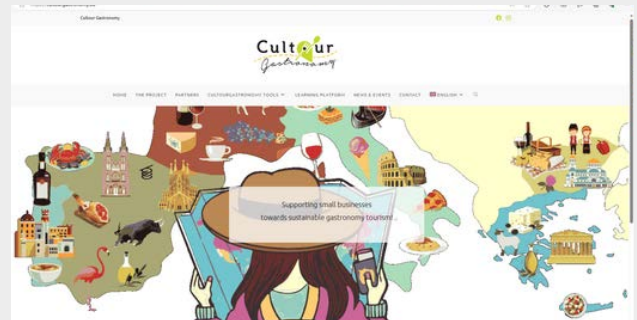 Cultour Gastronomy
Cultour
Gastronomy
HOME THE PROJECT PARTNERS CULTOURGASTRONOMY TOOLS LEARNING PLATFORM NEWS & EVENTS CONTACT ENGLISH
Supporting small businesses
towards sustainable gastronomy tourism!...